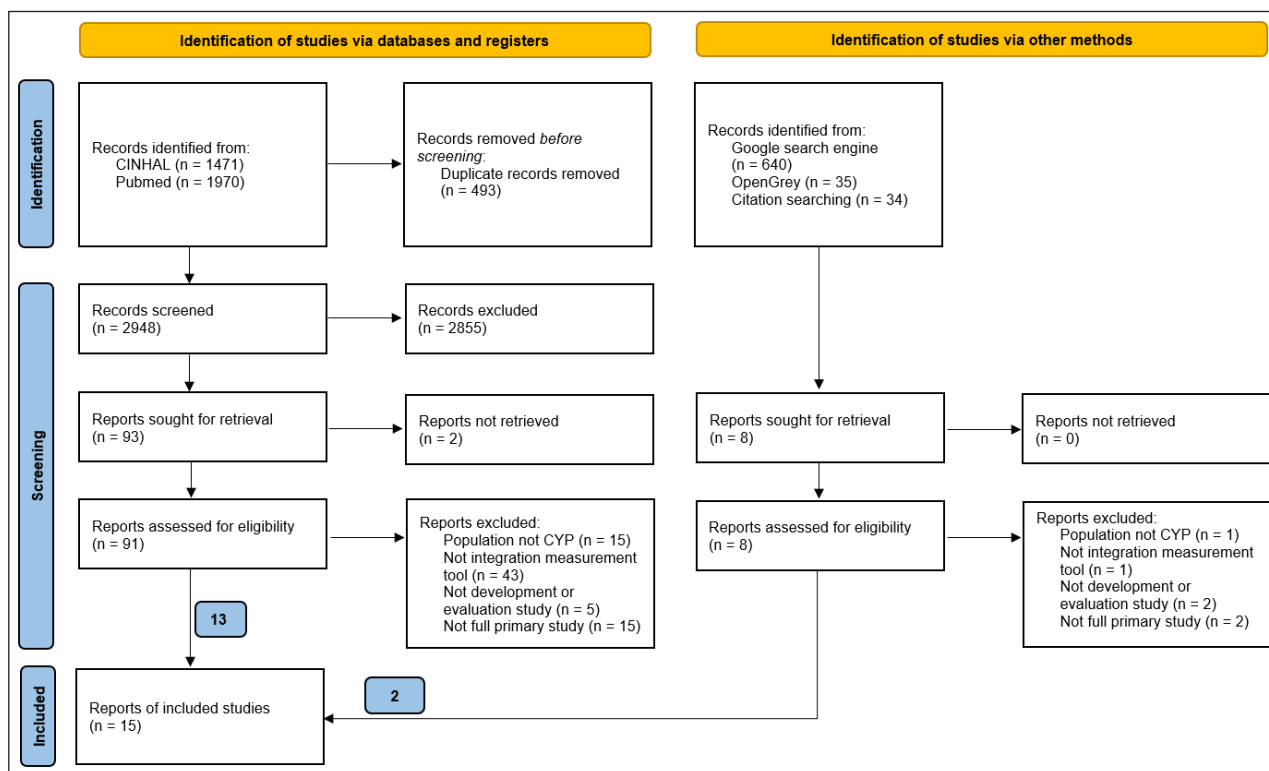 Identification of studies via databases and registers
Identification of studies via other methods
Identification
Records identified from:
CINHAL (n = 1471)
Pubmed (n = 1970)
Records removed before
screening:
Duplicate records removed
(n = 493)
Records identified from:
Google search engine
(n = 640)
OpenGrey (n = 35)
Citation searching (n = 34)
Screening
Records screened
(n = 2948)
Records excluded
(n = 2855)
Reports sought for retrieval
(n = 93)
Reports not retrieved
(n = 2)
Reports sought for retrieval
(n = 8)
Reports not retrieved
(n = 0)
Reports assessed for eligibility
(n = 91)
Reports excluded:
Population not CYP (n = 15)
Not integration measurement
tool (n = 43)
Not development or
evaluation study (n = 5)
Not full primary study (n = 15)
Reports assessed for eligibility
(n = 8)
Reports excluded:
Population not CYP (n = 1)
Not integration measurement
tool (n = 1)
Not development or
evaluation study (n = 2)
Not full primary study (n = 2)
13
Included
Reports of included studies
(n = 15)
2